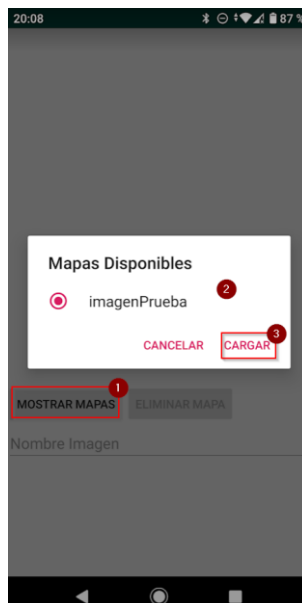 20:08 87 %
Mapas Disponibles
imagenPrueba
2
3
CANCELAR CARGAR
1
MOSTRAR MAPAS ELIMINAR MAPA
Nombre Imagen